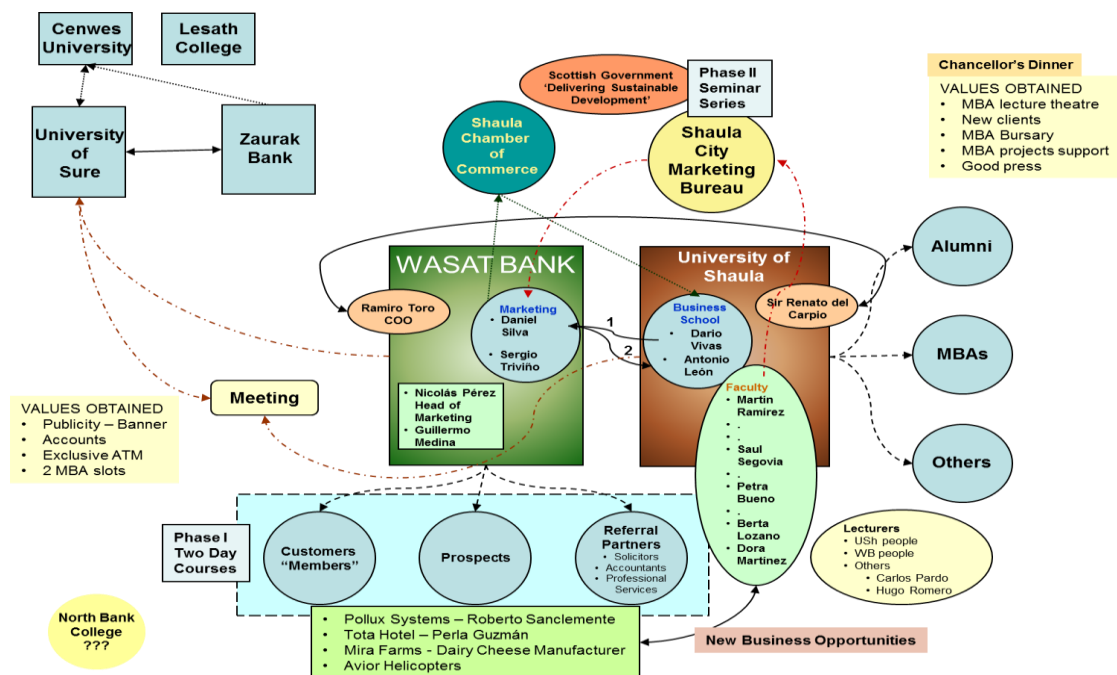 Cenwes
University
Lesath
College
University
of
Sure
Zaurak
Bank
Scottish Government
‘Delivering Sustainable
Development’
Phase II
Seminar
Series
Shaula
Chamber
of
Commerce
Shaula
City
Marketing
Bureau
Chancellor’s Dinner
VALUES OBTAINED
• MBA lecture theatre
• New clients
• MBA Bursary
• MBA projects support
• Good press
WASAT BANK
Ramiro Toro
COO
Marketing
• Daniel
Silva
• Sergio
Triviño
• Nicolás Pérez
Head of
Marketing
• Guillermo
Medina
1
2
University of
Shaula
Sir Renato del
Carpio
Business
School
• Dario
Vivas
• Antonio
León
Faculty
• Martín
Ramírez
• .
• .
• Saul
Segovia
• .
• Petra
Bueno
• .
• Berta
Lozano
• Dora
Martínez
Alumni
MBAs
Others
Meeting
VALUES OBTAINED
• Publicity – Banner
• Accounts
• Exclusive ATM
• 2 MBA slots
Phase I
Two Day
Courses
Customers
“Members”
Prospects
Referral
Partners
• Solicitors
• Accountants
• Professional
Services
Lecturers
• USh people
• WB people
• Others
• Carlos Pardo
• Hugo Romero
North Bank
College
???
• Pollux Systems – Roberto Sanclemente
• Tota Hotel – Perla Guzmán
• Mira Farms - Dairy Cheese Manufacturer
• Avior Helicopters
New Business Opportunities